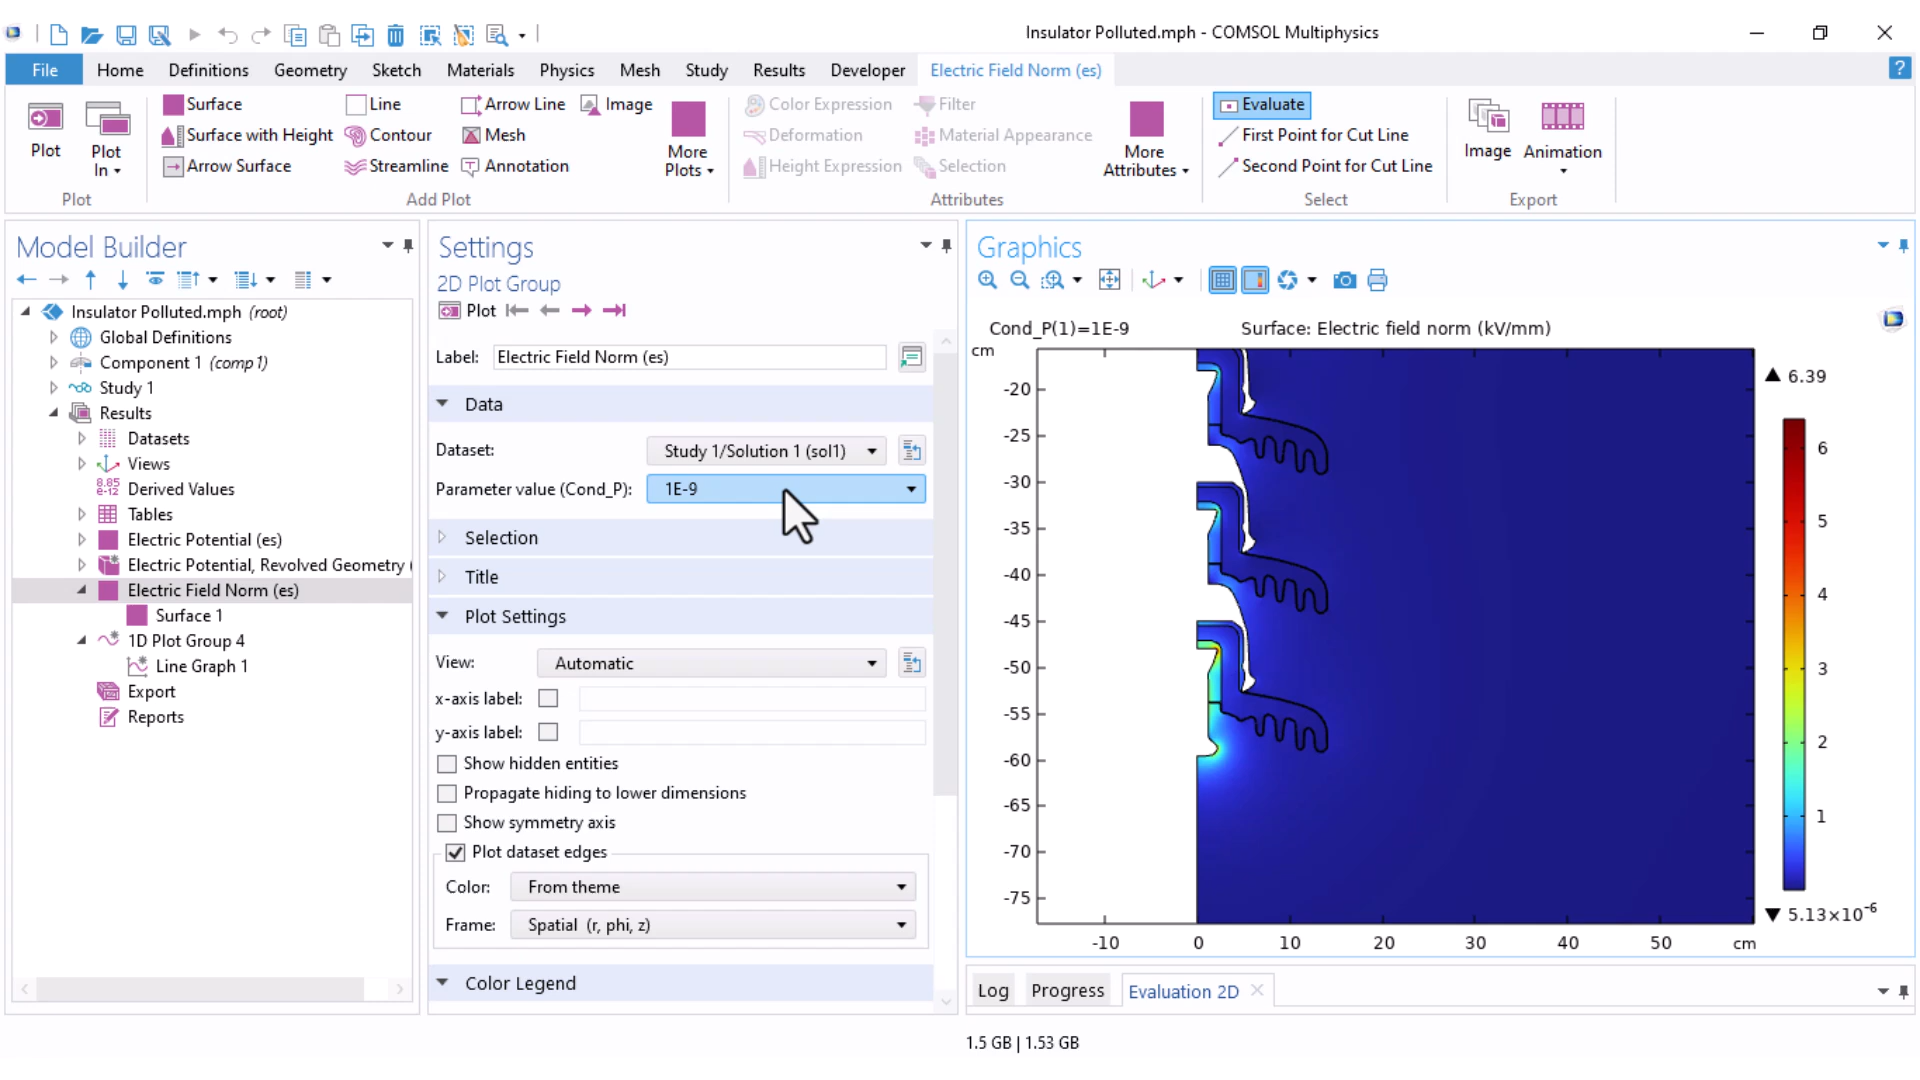 Insulator Polluted.mph - COMSOL Multiphysics
File Home Definitions Geometry Sketch Materials Physics Mesh Study Results Developer Electric Field Norm (es) ?
Plot
Plot In
Plot
Surface
Surface with Height
Arrow Surface
Line
Contour
Streamline
Arrow Line
Mesh
Annotation
Image
More Plots
Add Plot
Color Expression
Deformation
Height Expression
Filter
Material Appearance
Selection
More Attributes
Attributes
Evaluate
First Point for Cut Line
Second Point for Cut Line
Select
Image
Animation
Export
Model Builder
Insulator Polluted.mph (root)
Global Definitions
Component 1 (comp1)
Study 1
Results
Datasets
Views
8.85
e-12
Derived Values
Tables
Electric Potential (es)
Electric Potential, Revolved Geometry (
Electric Field Norm (es)
Surface 1
1D Plot Group 4
Line Graph 1
Export
Reports
Settings
2D Plot Group
Plot
Label: Electric Field Norm (es)
Data
Dataset: Study 1/Solution 1 (sol1)
Parameter value (Cond_P): 1E-9
Selection
Title
Plot Settings
View: Automatic
x-axis label:
y-axis label:
Show hidden entities
Propagate hiding to lower dimensions
Show symmetry axis
Plot dataset edges
Color: From theme
Frame: Spatial (r, phi, z)
Color Legend
Graphics
Cond_P(1)=1E-9 Surface: Electric field norm (kV/mm)
cm
-20
-25
-30
-35
-40
-45
-50
-55
-60
-65
-70
-75
-10 0 10 20 30 40 50 cm
▲ 6.39
6
5
4
3
2
1
▼ 5.13×10⁻⁶
Log Progress Evaluation 2D
1.5 GB | 1.53 GB